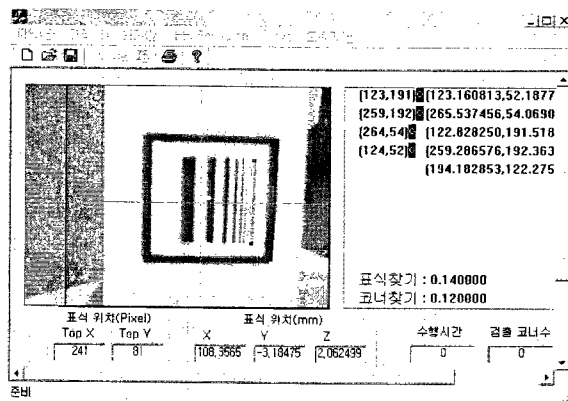 (123,191) (123.160813,52.1877
(259,192) (265.537456,54.0690
(264,54) (122.828250,191.518
(124,52) (259.286576,192.363
(194.182853,122.275
표식찾기 : 0.140000
코너찾기 : 0.120000
표식 위치(Pixel) 표식 위치(mm)
Top X Top Y X Y Z 수행시간 검출 코너수
241 81 -3,18475 2,062499 0 0
준비